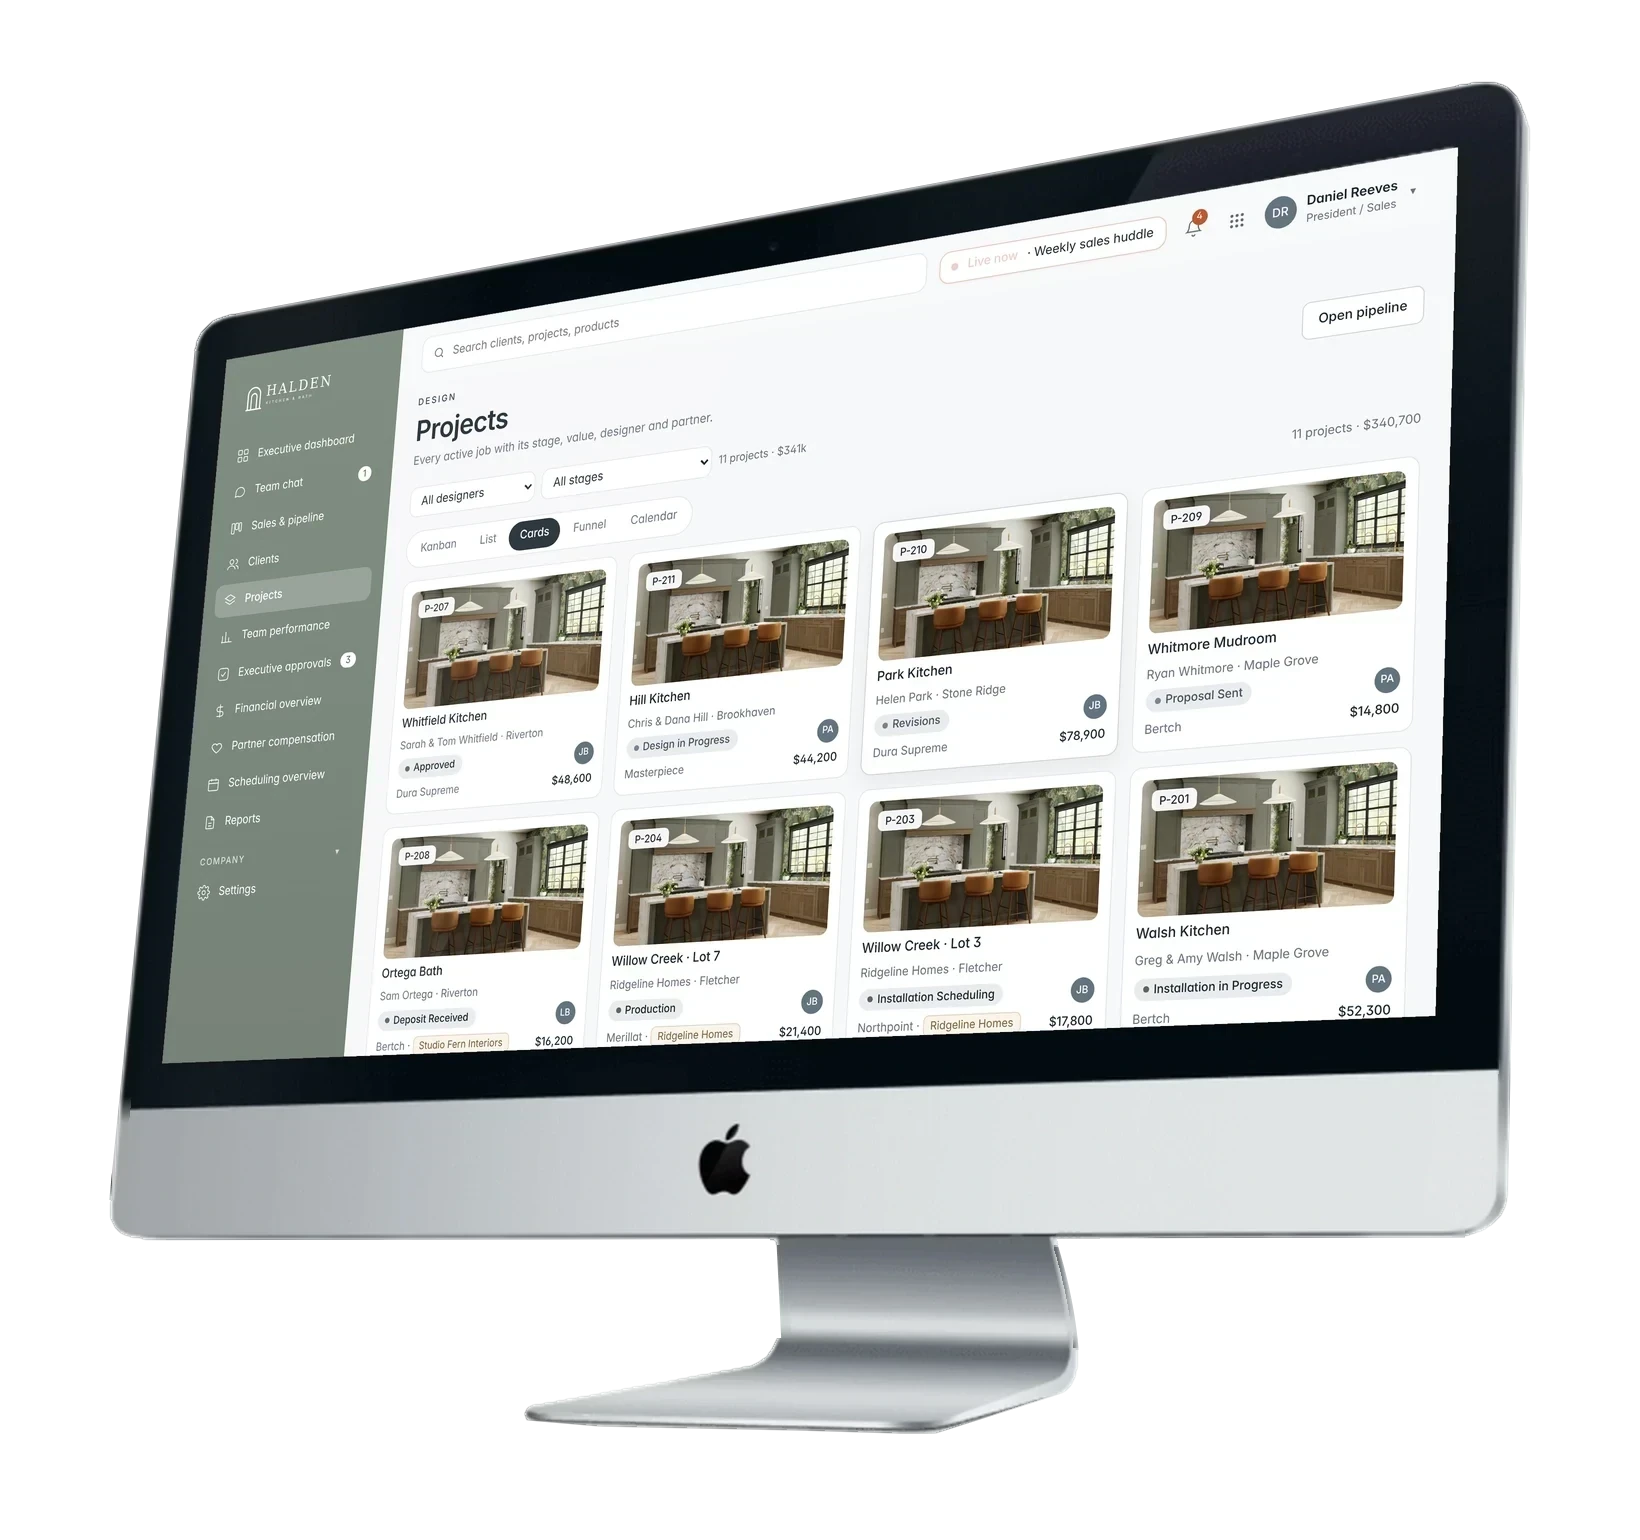 Daniel Reeves
President / Sales
DR
4
Live now · Weekly sales huddle
Search clients, projects, products
Open pipeline
HALDEN
KITCHEN & BATH
Executive dashboard
Team chat 1
Sales & pipeline
Clients
Projects
Team performance
Executive approvals 3
Financial overview
Partner compensation
Scheduling overview
Reports
COMPANY
Settings
DESIGN
Projects
Every active job with its stage, value, designer and partner.
All designers
All stages
11 projects · $341k
11 projects · $340,700
Kanban List Cards Funnel Calendar
P-207
Whitfield Kitchen
Sarah & Tom Whitfield · Riverton
Approved
JB
Dura Supreme
$48,600
P-211
Hill Kitchen
Chris & Dana Hill · Brookhaven
Design in Progress
PA
Masterpiece
$44,200
P-210
Park Kitchen
Helen Park · Stone Ridge
Revisions
JB
Dura Supreme
$78,900
P-209
Whitmore Mudroom
Ryan Whitmore · Maple Grove
Proposal Sent
PA
Bertch
$14,800
P-208
Ortega Bath
Sam Ortega · Riverton
Deposit Received
LB
Bertch · Studio Fern Interiors
$16,200
P-204
Willow Creek · Lot 7
Ridgeline Homes · Fletcher
Production
JB
Merillat · Ridgeline Homes
$21,400
P-203
Willow Creek · Lot 3
Ridgeline Homes · Fletcher
Installation Scheduling
JB
Northpoint · Ridgeline Homes
$17,800
P-201
Walsh Kitchen
Greg & Amy Walsh · Maple Grove
Installation in Progress
PA
Bertch
$52,300